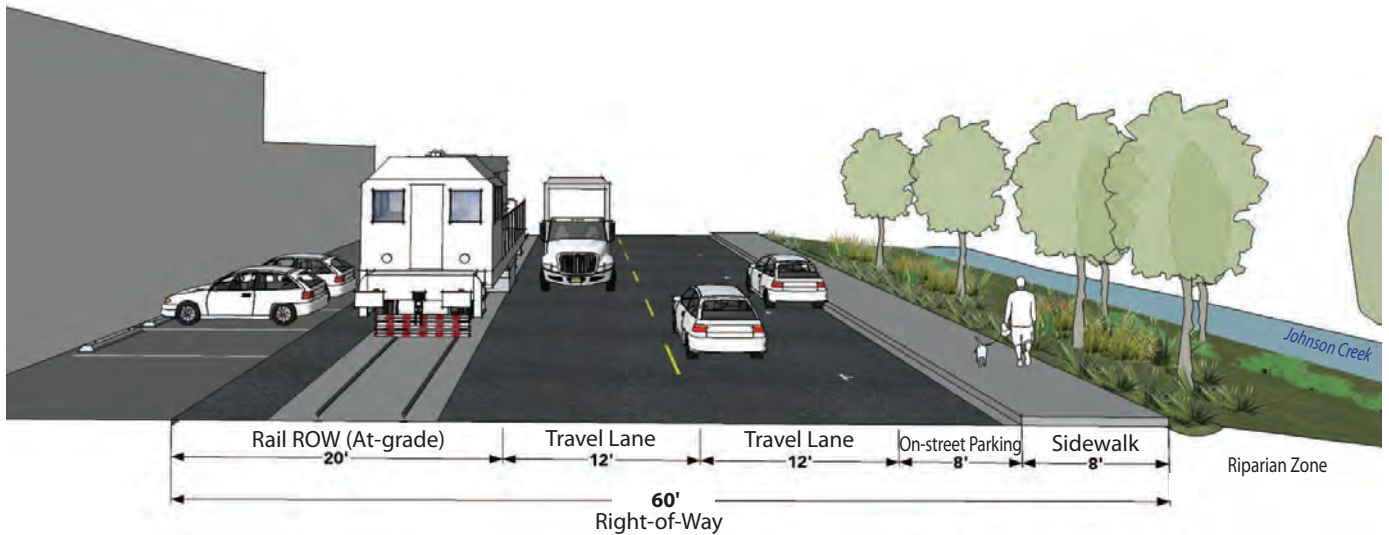 Johnson Creek
Rail ROW (At-grade)
Travel Lane
Travel Lane
On-street Parking
Sidewalk
20'
12'
12'
8'
8'
Riparian Zone
60'
Right-of-Way